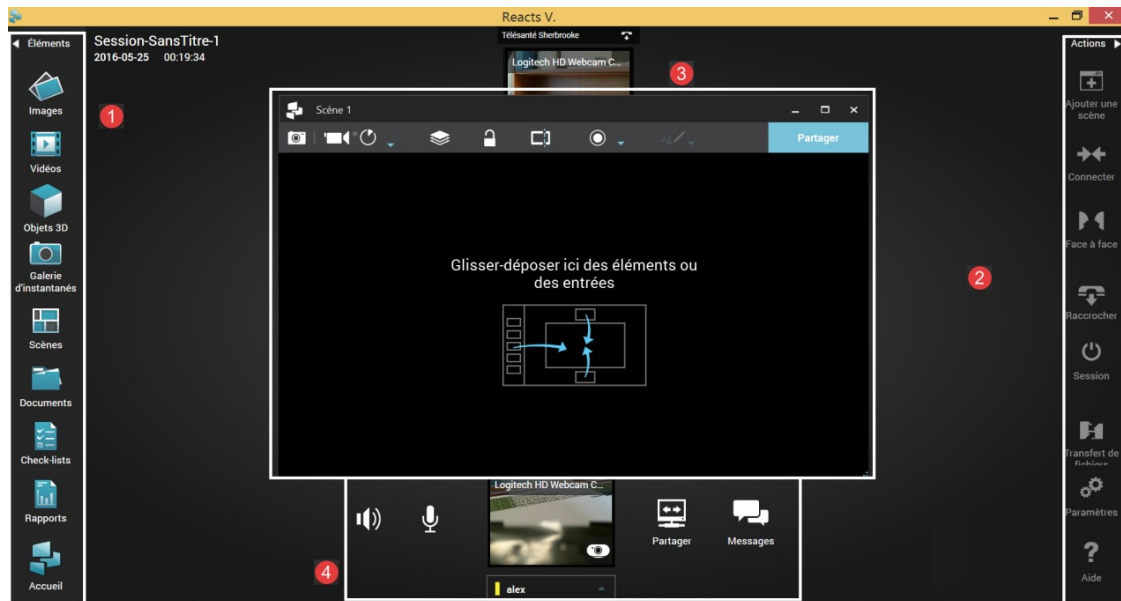 Reacts V.
Éléments
Session-SansTitre-1
2016-05-25 00:19:34
Télésanté Sherbrooke
Logitech HD Webcam C...
Actions
Images
Vidéos
Objets 3D
Galerie
d'instantanés
Scènes
Documents
Check-lists
Rapports
Accueil
1
3
Scène 1
Partager
Glisser-déposer ici des éléments ou
des entrées
2
Ajouter une
scène
Connecter
Face à face
Raccrocher
Session
Transfert de
fichiers
Paramètres
Aide
4
Logitech HD Webcam C...
Partager
Messages
alex